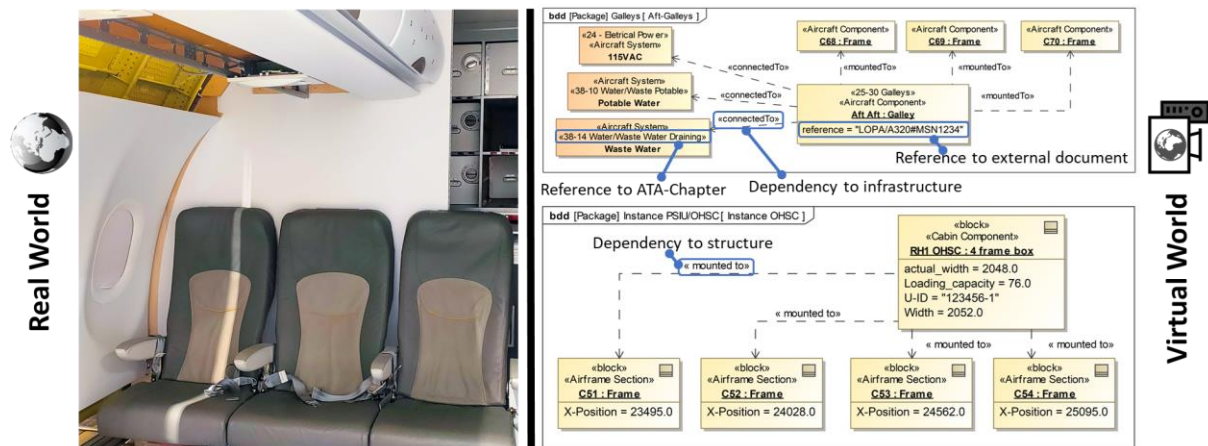 Real World
bdd [Package] Galleys [ Aft-Galleys ]
«24 - Eletrical Power»
«Aircraft System»
115VAC
«Aircraft System»
«38-10 Water/Waste Potable»
Potable Water
«Aircraft System»
«38-14 Water/Waste Water Draining»
Waste Water
«Aircraft Component»
C68 : Frame
«Aircraft Component»
C69 : Frame
«Aircraft Component»
C70 : Frame
«connectedTo»
«connectedTo»
«connectedTo»
«mountedTo»
«mountedTo»
«mountedTo»
«25-30 Galleys»
«Aircraft Component»
Aft Aft : Galley
reference = "LOPA/A320#MSN1234"
Reference to external document
Reference to ATA-Chapter
Dependency to infrastructure
bdd [Package] Instance PSIU/OHSC [ Instance OHSC ]
Dependency to structure
« mounted to»
« mounted to»
« mounted to»
« mounted to»
«block»
«Cabin Component»
RH1 OHSC : 4 frame box
actual_width = 2048.0
Loading_capacity = 76.0
U-ID = "123456-1"
Width = 2052.0
«block»
«Airframe Section»
C51 : Frame
X-Position = 23495.0
«block»
«Airframe Section»
C52 : Frame
X-Position = 24028.0
«block»
«Airframe Section»
C53 : Frame
X-Position = 24562.0
«block»
«Airframe Section»
C54 : Frame
X-Position = 25095.0
Virtual World